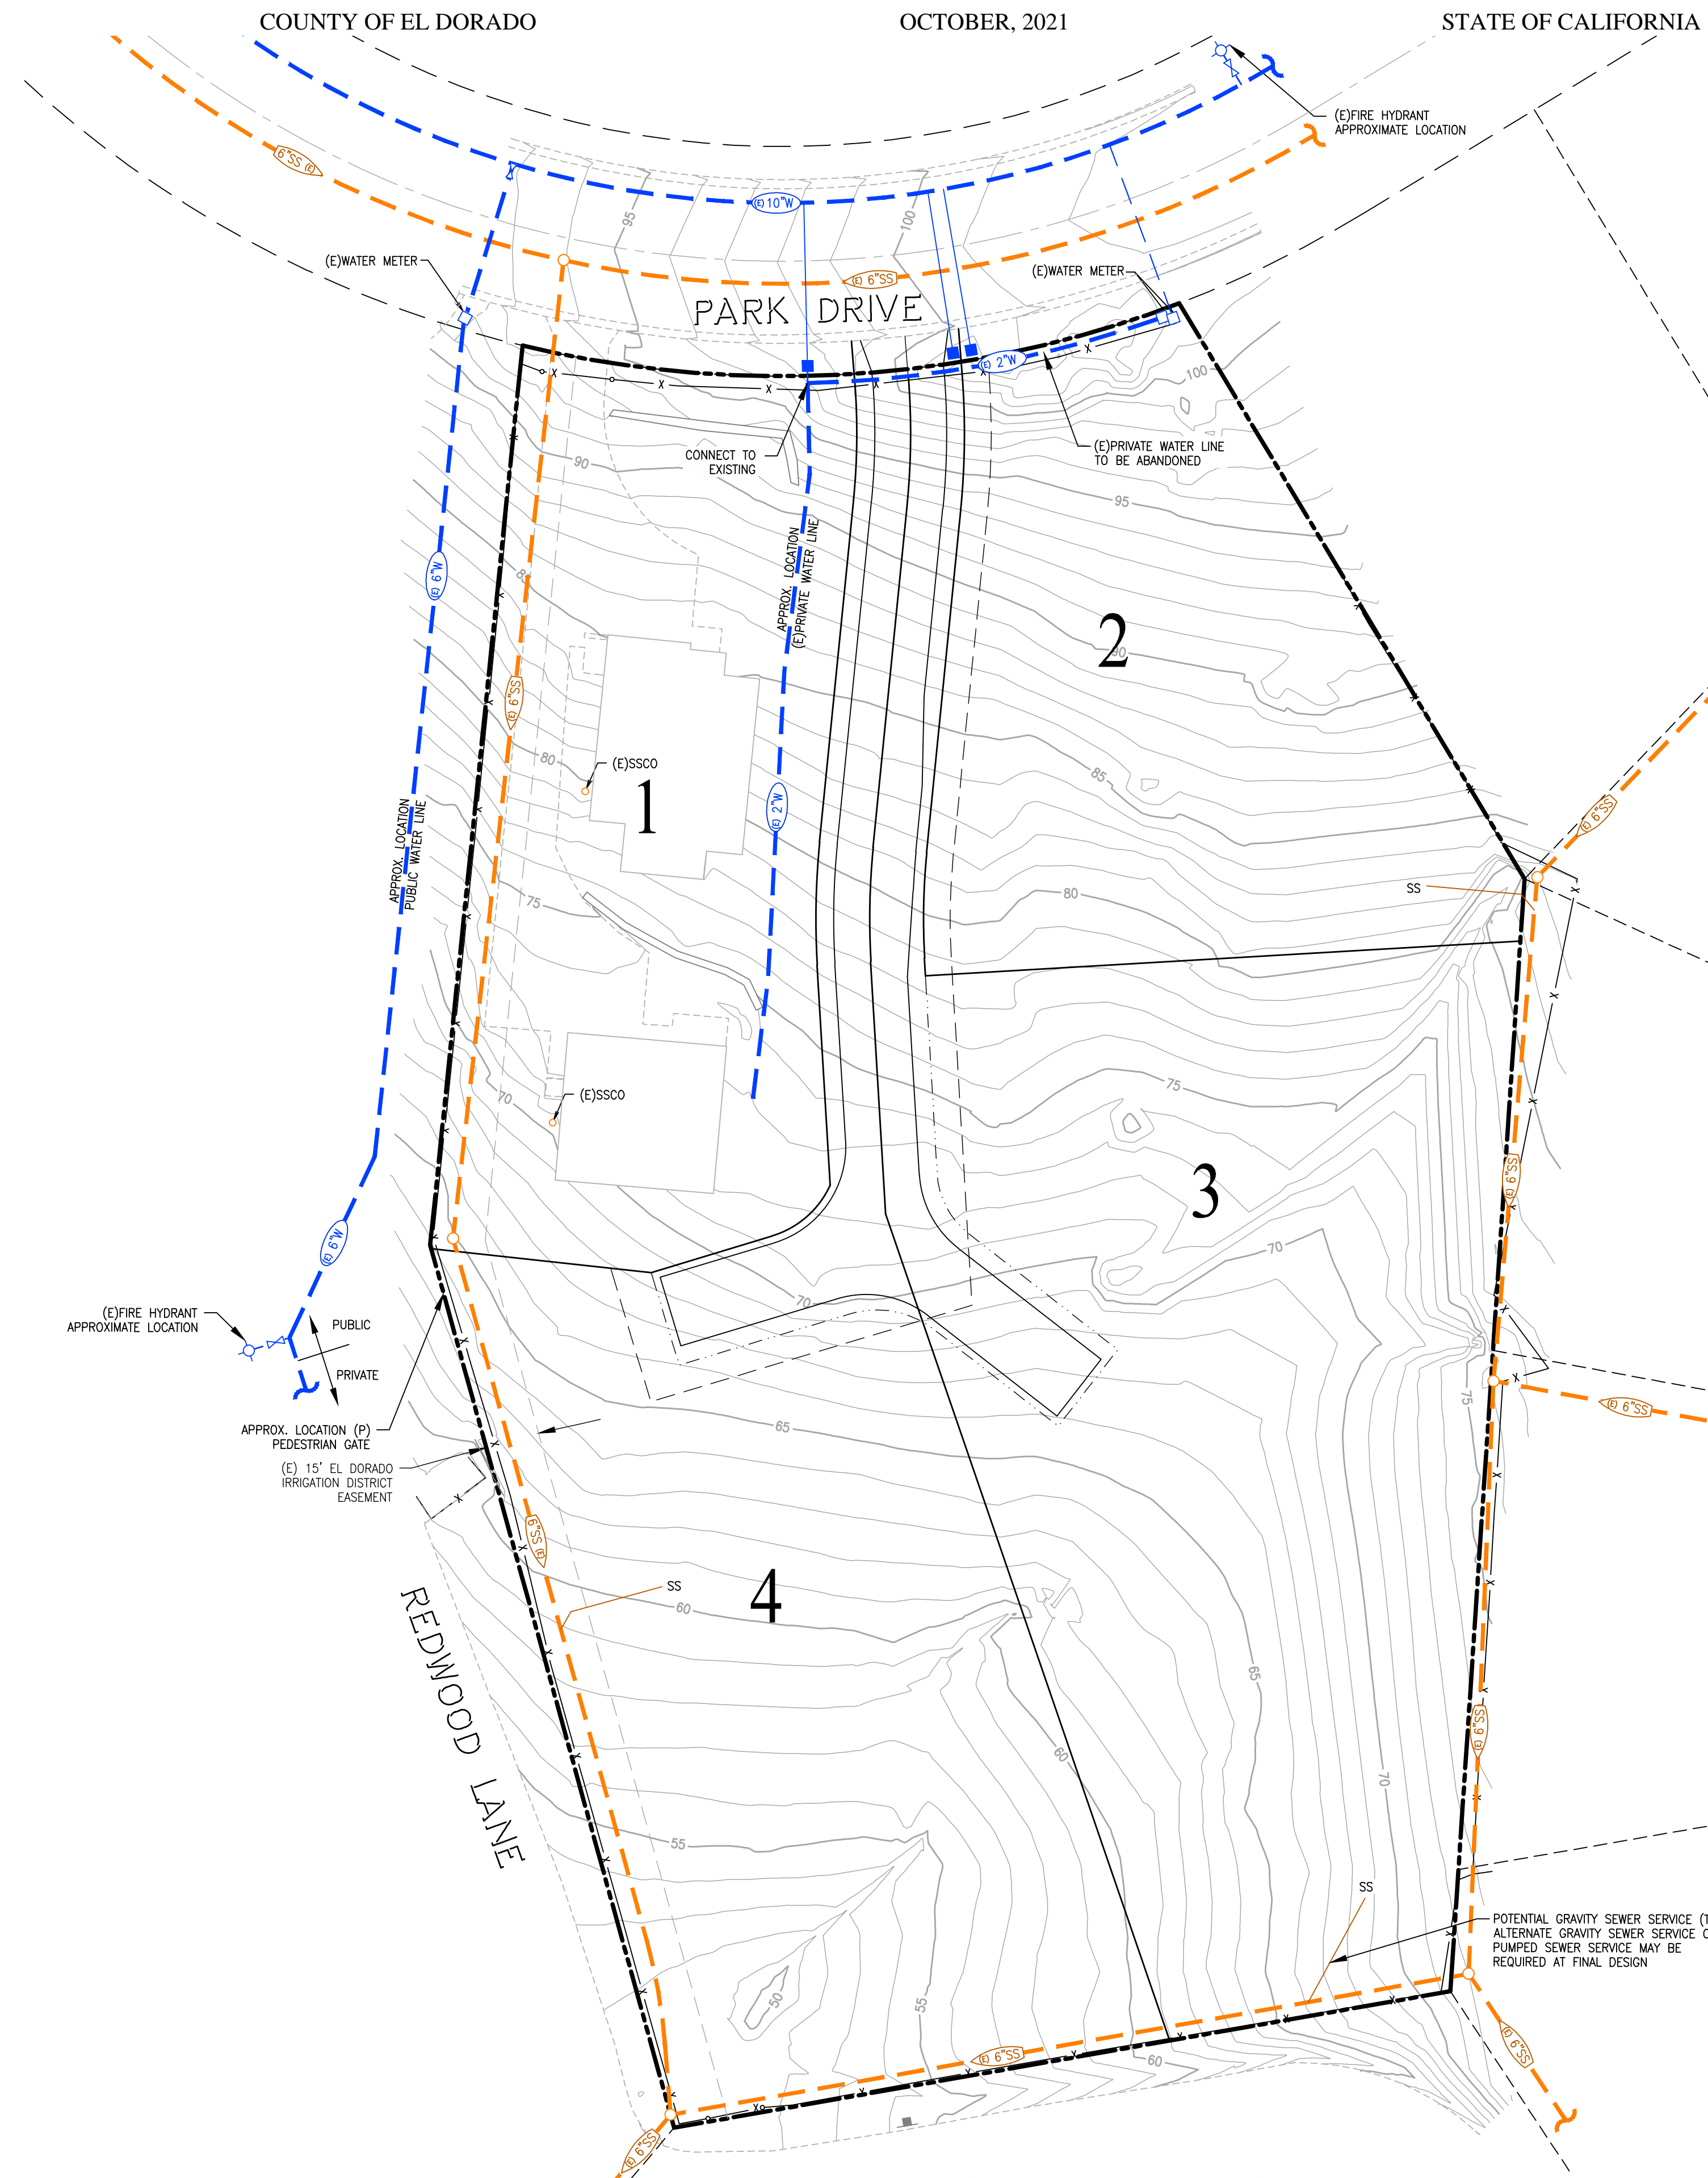 COUNTY OF EL DORADO
OCTOBER, 2021
STATE OF CALIFORNIA
(E)FIRE HYDRANT
APPROXIMATE LOCATION
6"SS (E)
(E) 10"W
95
100
(E)WATER METER
(E) 6"SS
(E)WATER METER
PARK DRIVE
(E) 2"W
100
CONNECT TO
EXISTING
(E)PRIVATE WATER LINE
TO BE ABANDONED
90
95
APPROX. LOCATION
(E)PRIVATE WATER LINE
(E) 6"W
2
90
(E) 6"SS
80
(E)SSCO
1
85
(E) 2"W
(E) 6"SS
APPROX. LOCATION
PUBLIC WATER LINE
75
80
SS
75
70
(E)SSCO
3
(E) 6"SS
(E) 6"W
70
70
(E)FIRE HYDRANT
APPROXIMATE LOCATION
PUBLIC
PRIVATE
75
(E) 6"SS
APPROX. LOCATION (P)
PEDESTRIAN GATE
65
(E) 15' EL DORADO
IRRIGATION DISTRICT
EASEMENT
6"SS (E)
SS
4
60
REDWOOD LANE
65
(E) 6"SS
60
70
55
SS
POTENTIAL GRAVITY SEWER SERVICE
ALTERNATE GRAVITY SEWER SERVICE
PUMPED SEWER SERVICE MAY BE
REQUIRED AT FINAL DESIGN
50
55
(E) 6"SS
60
(E) 6"SS
(E) 6"SS